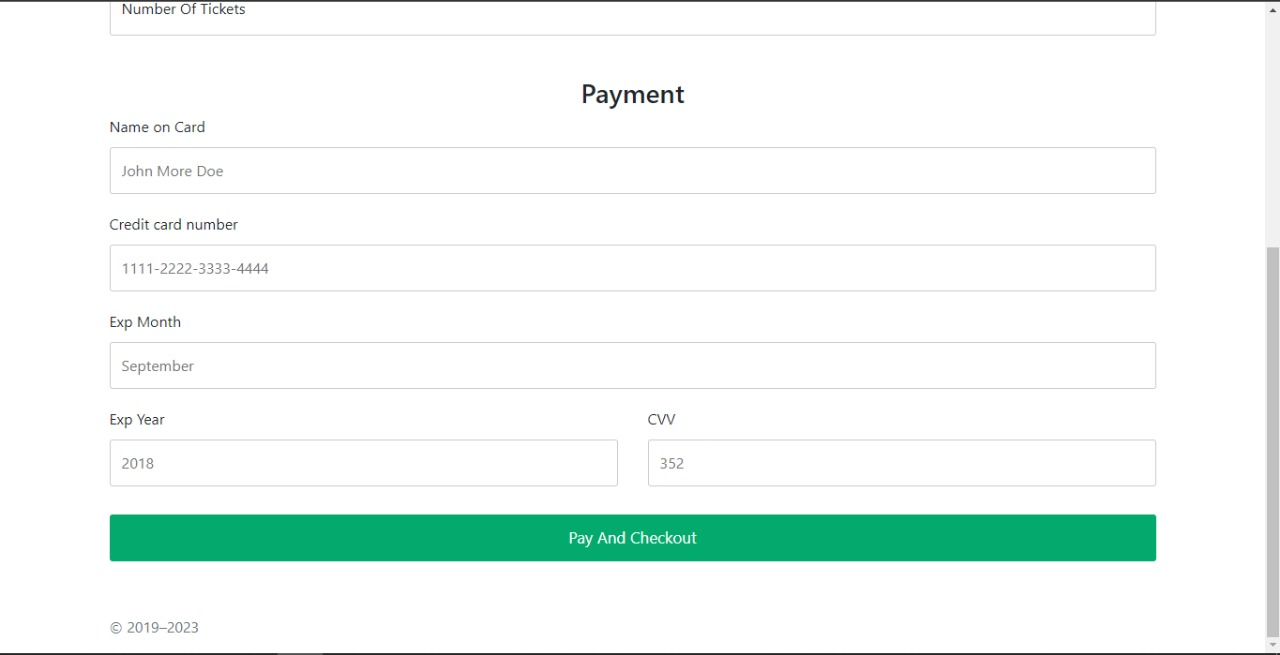 Number Of Tickets
Payment
Name on Card
John More Doe
Credit card number
1111-2222-3333-4444
Exp Month
September
Exp Year
CVV
2018
352
Pay And Checkout
© 2019–2023